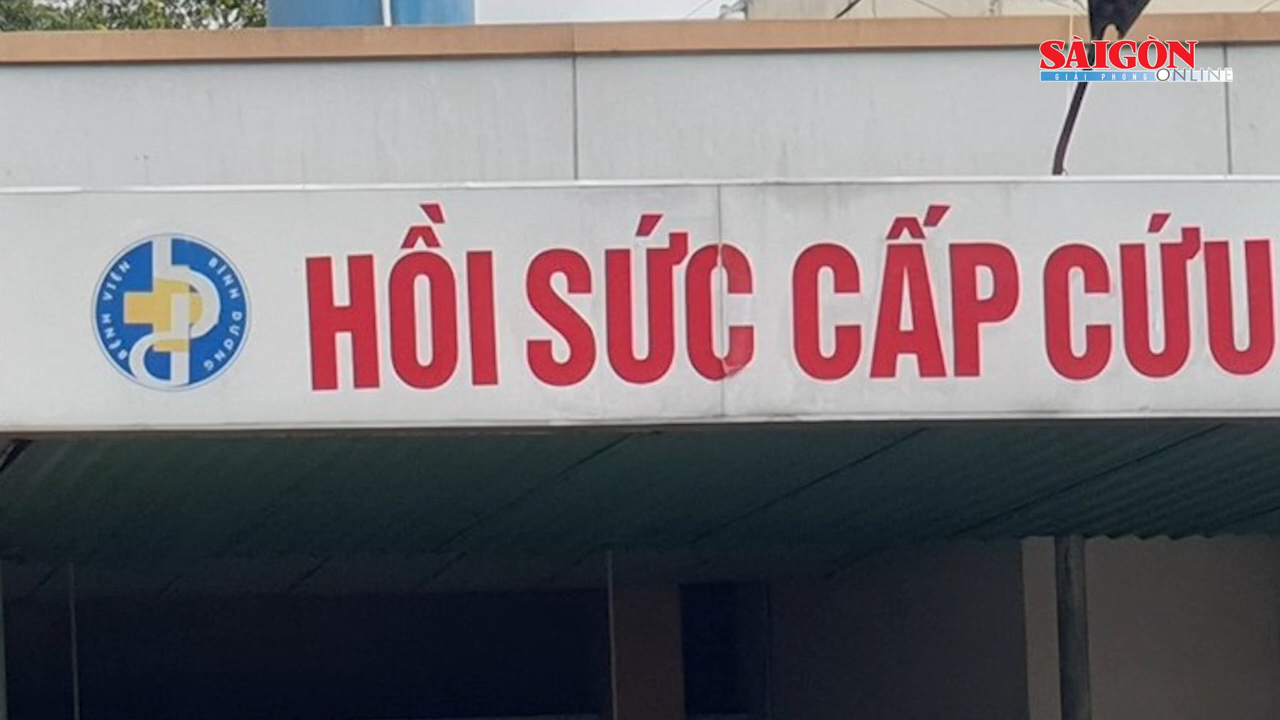 SÀIGÒN
GIẢI PHÓNG ONLINE
BỆNH VIỆN BÌNH DƯƠNG
HỒI SỨC CẤP CỨU